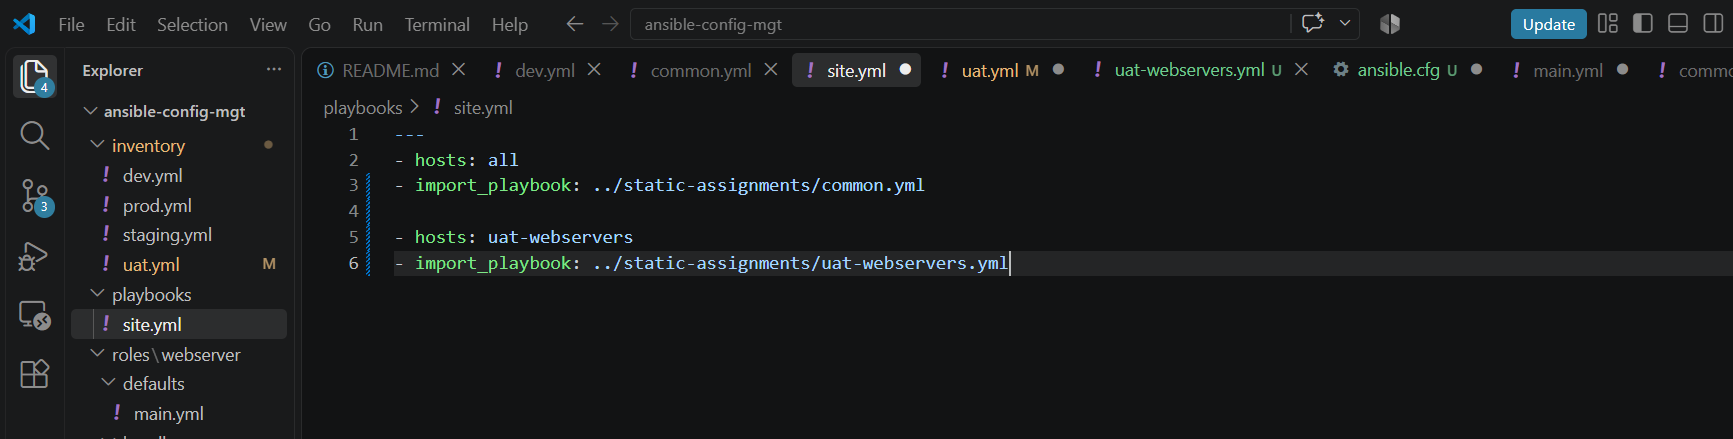 File Edit Selection View Go Run Terminal Help ansible-config-mgt Update
4
Explorer ...
README.md dev.yml common.yml site.yml uat.yml M uat-webservers.yml U ansible.cfg U main.yml commo
ansible-config-mgt
playbooks > site.yml
inventory
dev.yml
prod.yml
3
staging.yml
uat.yml M
playbooks
site.yml
roles\webserver
defaults
main.yml
1 ---
2 - hosts: all
3 - import_playbook: ../static-assignments/common.yml
4
5 - hosts: uat-webservers
6 - import_playbook: ../static-assignments/uat-webservers.yml